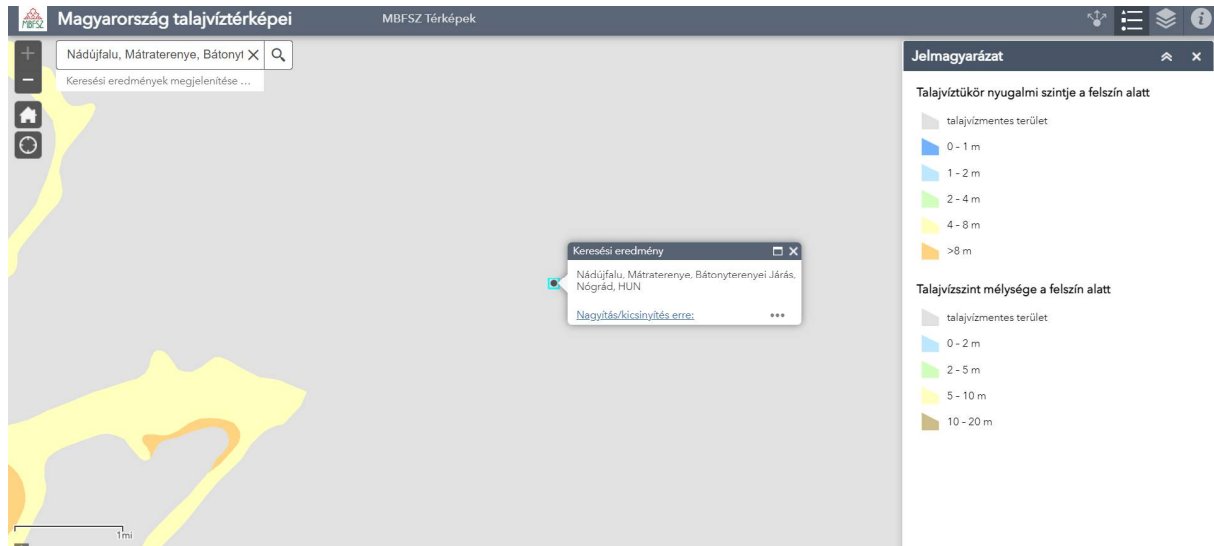 MBFSZ
Magyarország talajvíztérképei
MBFSZ Térképek
Nádújfalu, Mátraterenye, Bátonyt
Keresési eredmények megjelenítése ...
Keresési eredmény
Nádújfalu, Mátraterenye, Bátonyterenyei Járás,
Nógrád, HUN
Nagyítás/kicsinyítés erre:
1mi
Jelmagyarázat
Talajvíztükör nyugalmi szintje a felszín alatt
talajvízmentes terület
0 - 1 m
1 - 2 m
2 - 4 m
4 - 8 m
>8 m
Talajvízszint mélysége a felszín alatt
talajvízmentes terület
0 - 2 m
2 - 5 m
5 - 10 m
10 - 20 m